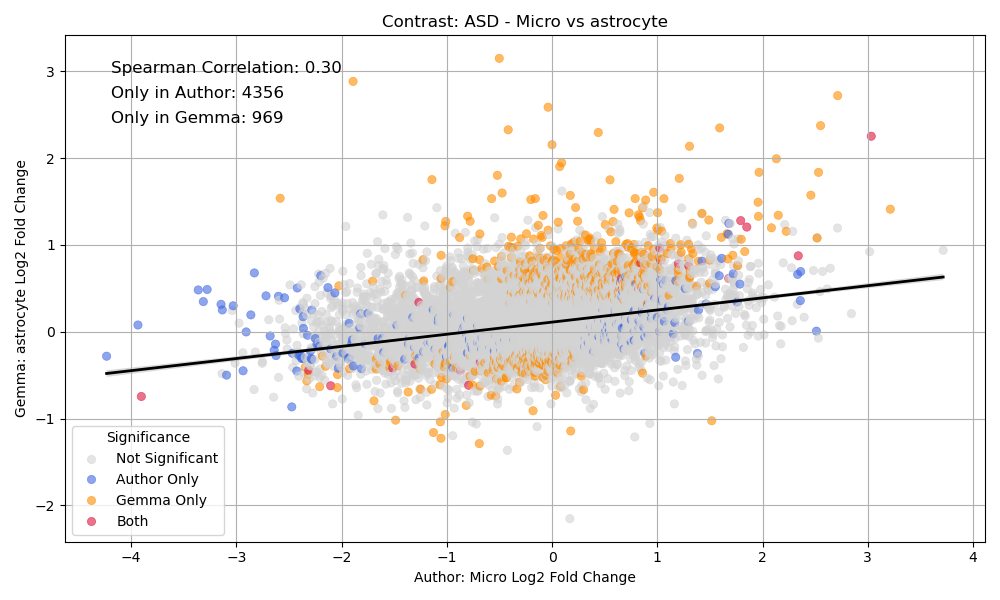 Contrast: ASD - Micro vs astrocyte
Spearman Correlation: 0.30
Only in Author: 4356
Only in Gemma: 969
Gemma: astrocyte Log2 Fold Change
3
2
1
0
−1
−2
Significance
Not Significant
Author Only
Gemma Only
Both
−4 −3 −2 −1 0 1 2 3 4
Author: Micro Log2 Fold Change